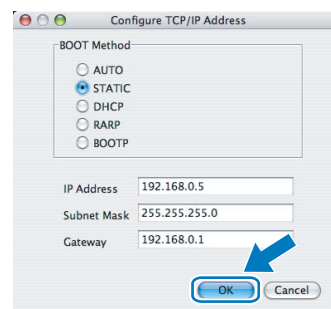 Configure TCP/IP Address
BOOT Method
AUTO
STATIC
DHCP
RARP
BOOTP
IP Address 192.168.0.5
Subnet Mask 255.255.255.0
Gateway 192.168.0.1
OK Cancel